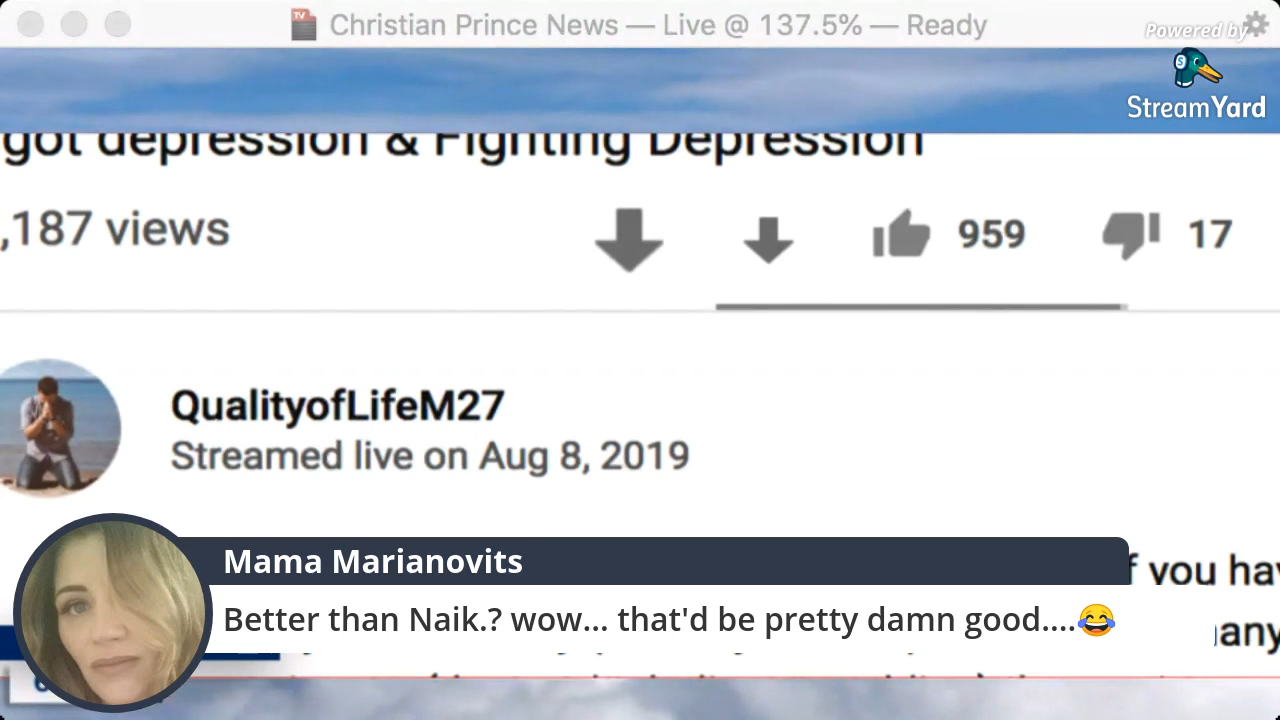 Christian Prince News — Live @ 137.5% — Ready
Powered by
StreamYard
got depression & Fighting Depression
,187 views
959
17
QualityofLifeM27
Streamed live on Aug 8, 2019
Mama Marianovits
f you hav
Better than Naik.? wow... that'd be pretty damn good....😂
any